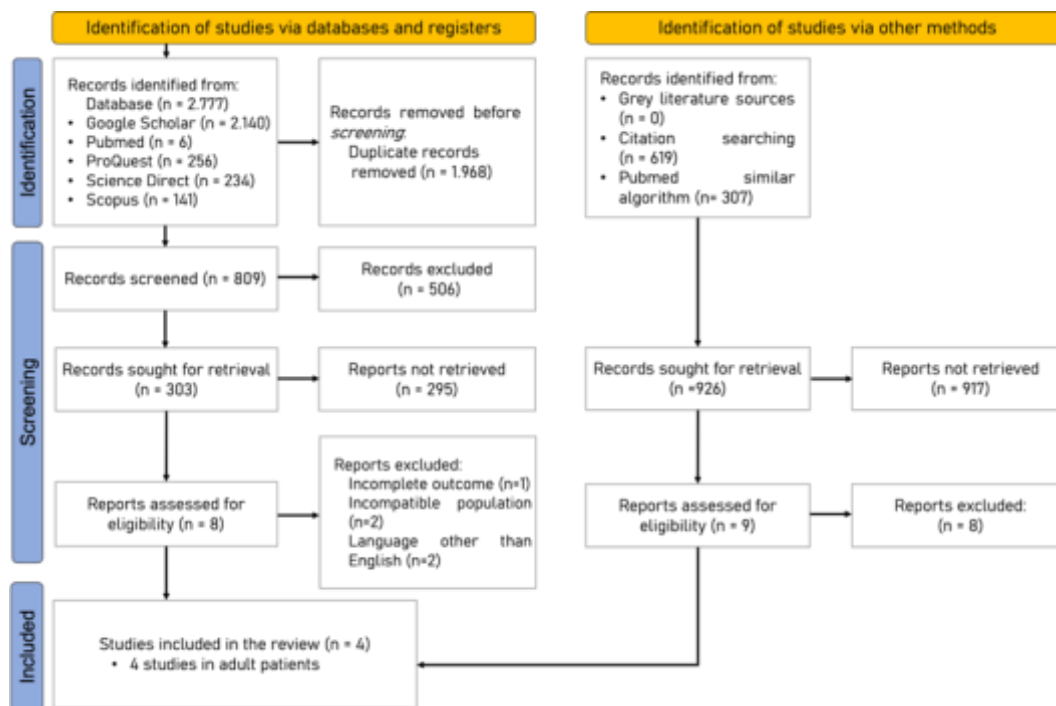 Identification of studies via databases and registers
Identification of studies via other methods
Identification
Records identified from:
Database (n = 2.777)
• Google Scholar (n = 2.140)
• Pubmed (n = 6)
• ProQuest (n = 256)
• Science Direct (n = 234)
• Scopus (n = 141)
Records removed before
screening:
Duplicate records
removed (n = 1.968)
Records identified from:
• Grey literature sources
(n = 0)
• Citation searching
(n = 619)
• Pubmed similar
algorithm (n= 307)
Screening
Records screened (n = 809)
Records excluded
(n = 506)
Records sought for retrieval
(n = 303)
Reports not retrieved
(n = 295)
Records sought for retrieval
(n =926)
Reports not retrieved
(n = 917)
Reports assessed for
eligibility (n = 8)
Reports excluded:
Incomplete outcome (n=1)
Incompatible population
(n=2)
Language other than
English (n=2)
Reports assessed for
eligibility (n = 9)
Reports excluded:
(n = 8)
Included
Studies included in the review (n = 4)
• 4 studies in adult patients